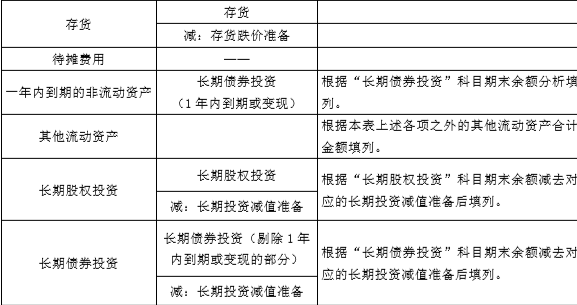 存货
存货
减：存货跌价准备
待摊费用
——
一年内到期的非流动资产
长期债券投资
（1年内到期或变现）
根据“长期债券投资”科目期末余额分析填
列。
其他流动资产
根据本表上述各项之外的其他流动资产合计
金额填列。
长期股权投资
长期股权投资
减：长期投资减值准备
根据“长期股权投资”科目期末余额减去对
应的长期投资减值准备后填列。
长期债券投资
长期债券投资（剔除1年
内到期或变现的部分）
减：长期投资减值准备
根据“长期债券投资”科目期末余额减去对
应的长期投资减值准备后填列。